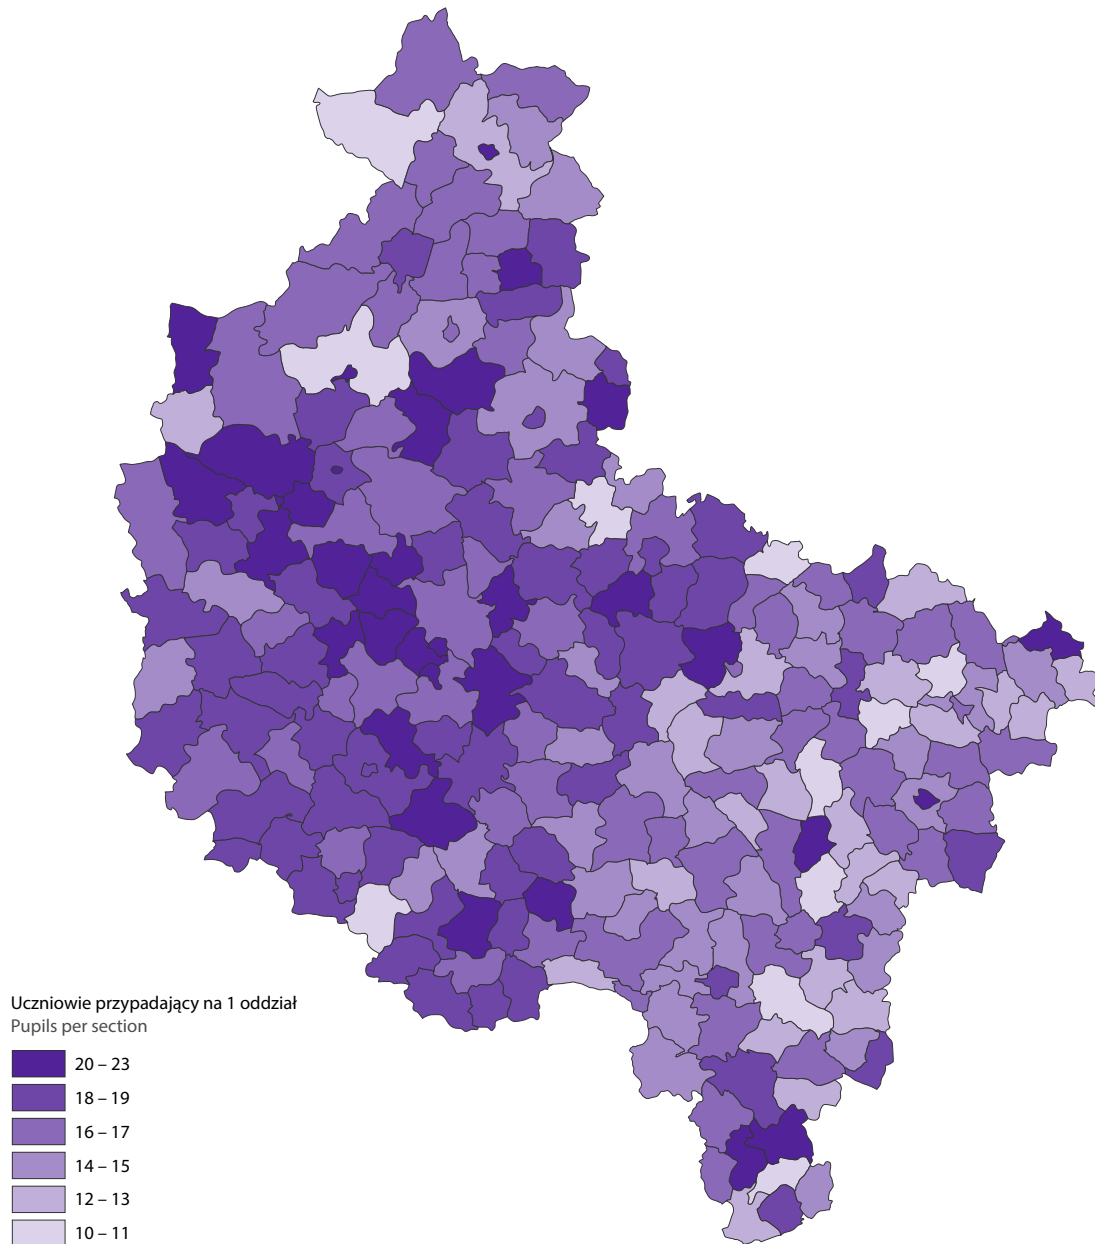 Uczniowie przypadający na 1 oddział
Pupils per section
20 – 23
18 – 19
16 – 17
14 – 15
12 – 13
10 – 11